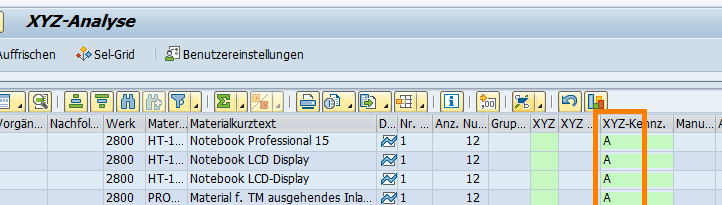 XYZ-Analyse
Auffrischen Sel-Grid Benutzereinstellungen
Vorgän... Nachfol... Werk Mater... Materialkurztext D... Nr. ... Anz. Nu... Grup... XYZ XYZ ... XYZ-Kennz. Manu...
2800 HT-1... Notebook Professional 15 1 12 A
2800 HT-1... Notebook LCD Display 1 12 A
2800 HT-1... Notebook LCD-Display 1 12 A
2800 PRO... Material f. TM ausgehendes Inla... 1 12 A